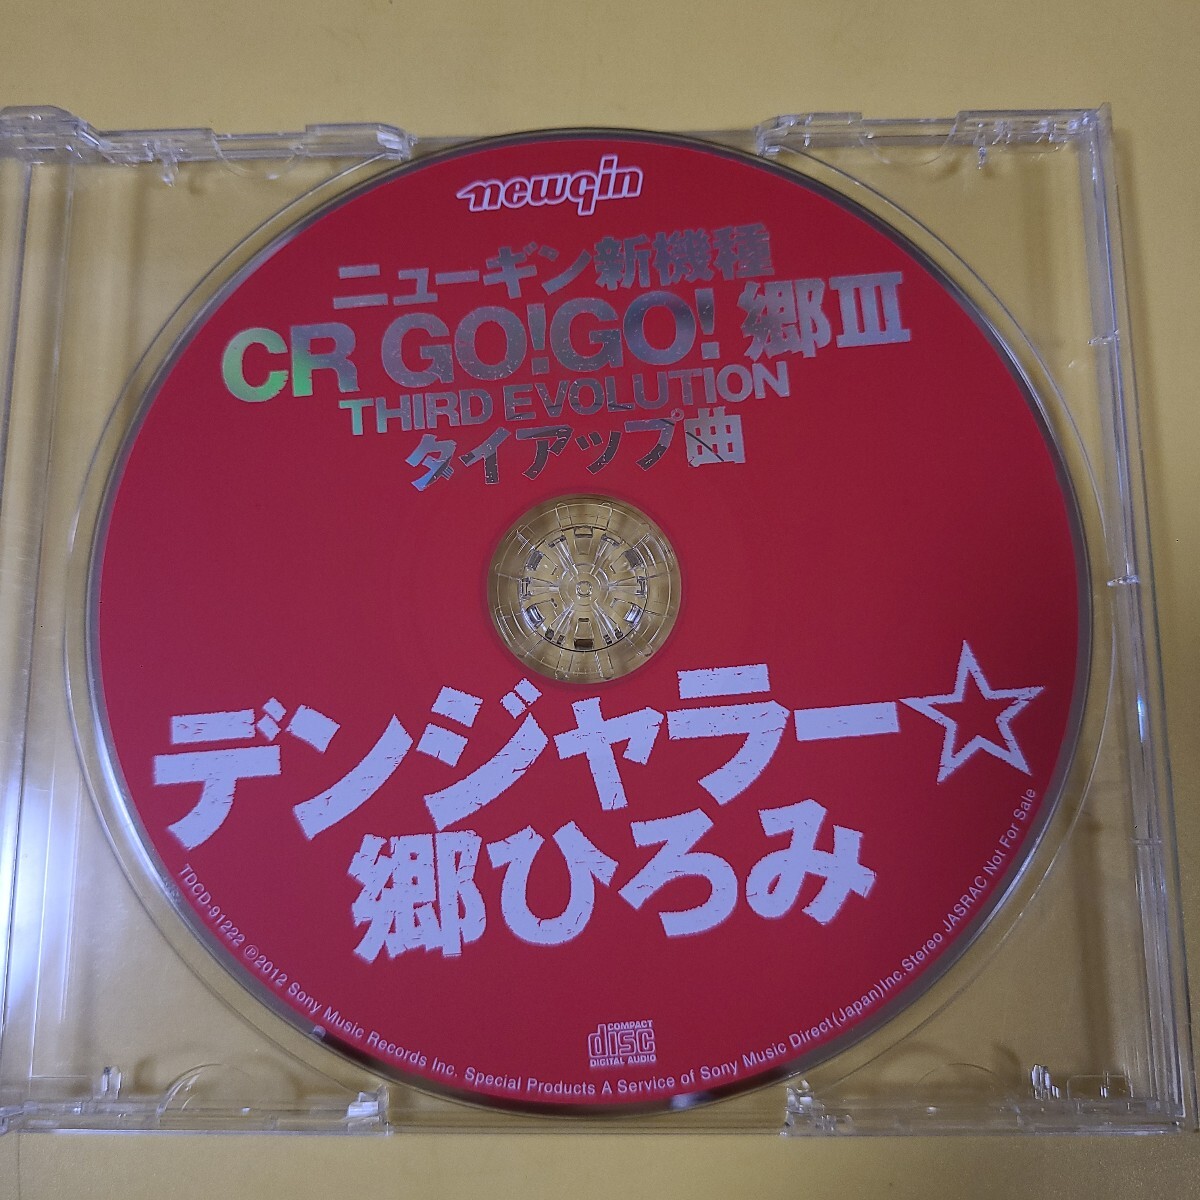 newgin
ニューギン新機種
CR GO!GO! 郷III
THIRD EVOLUTION
タイアップ曲
デンジャラー☆
郷ひろみ
TDCD-91222 ℗2012 Sony Music Records Inc. Special Products A Service of Sony Music Direct(Japan)Inc.Stereo JASRAC Not For Sale
COMPACT
disc
DIGITAL AUDIO